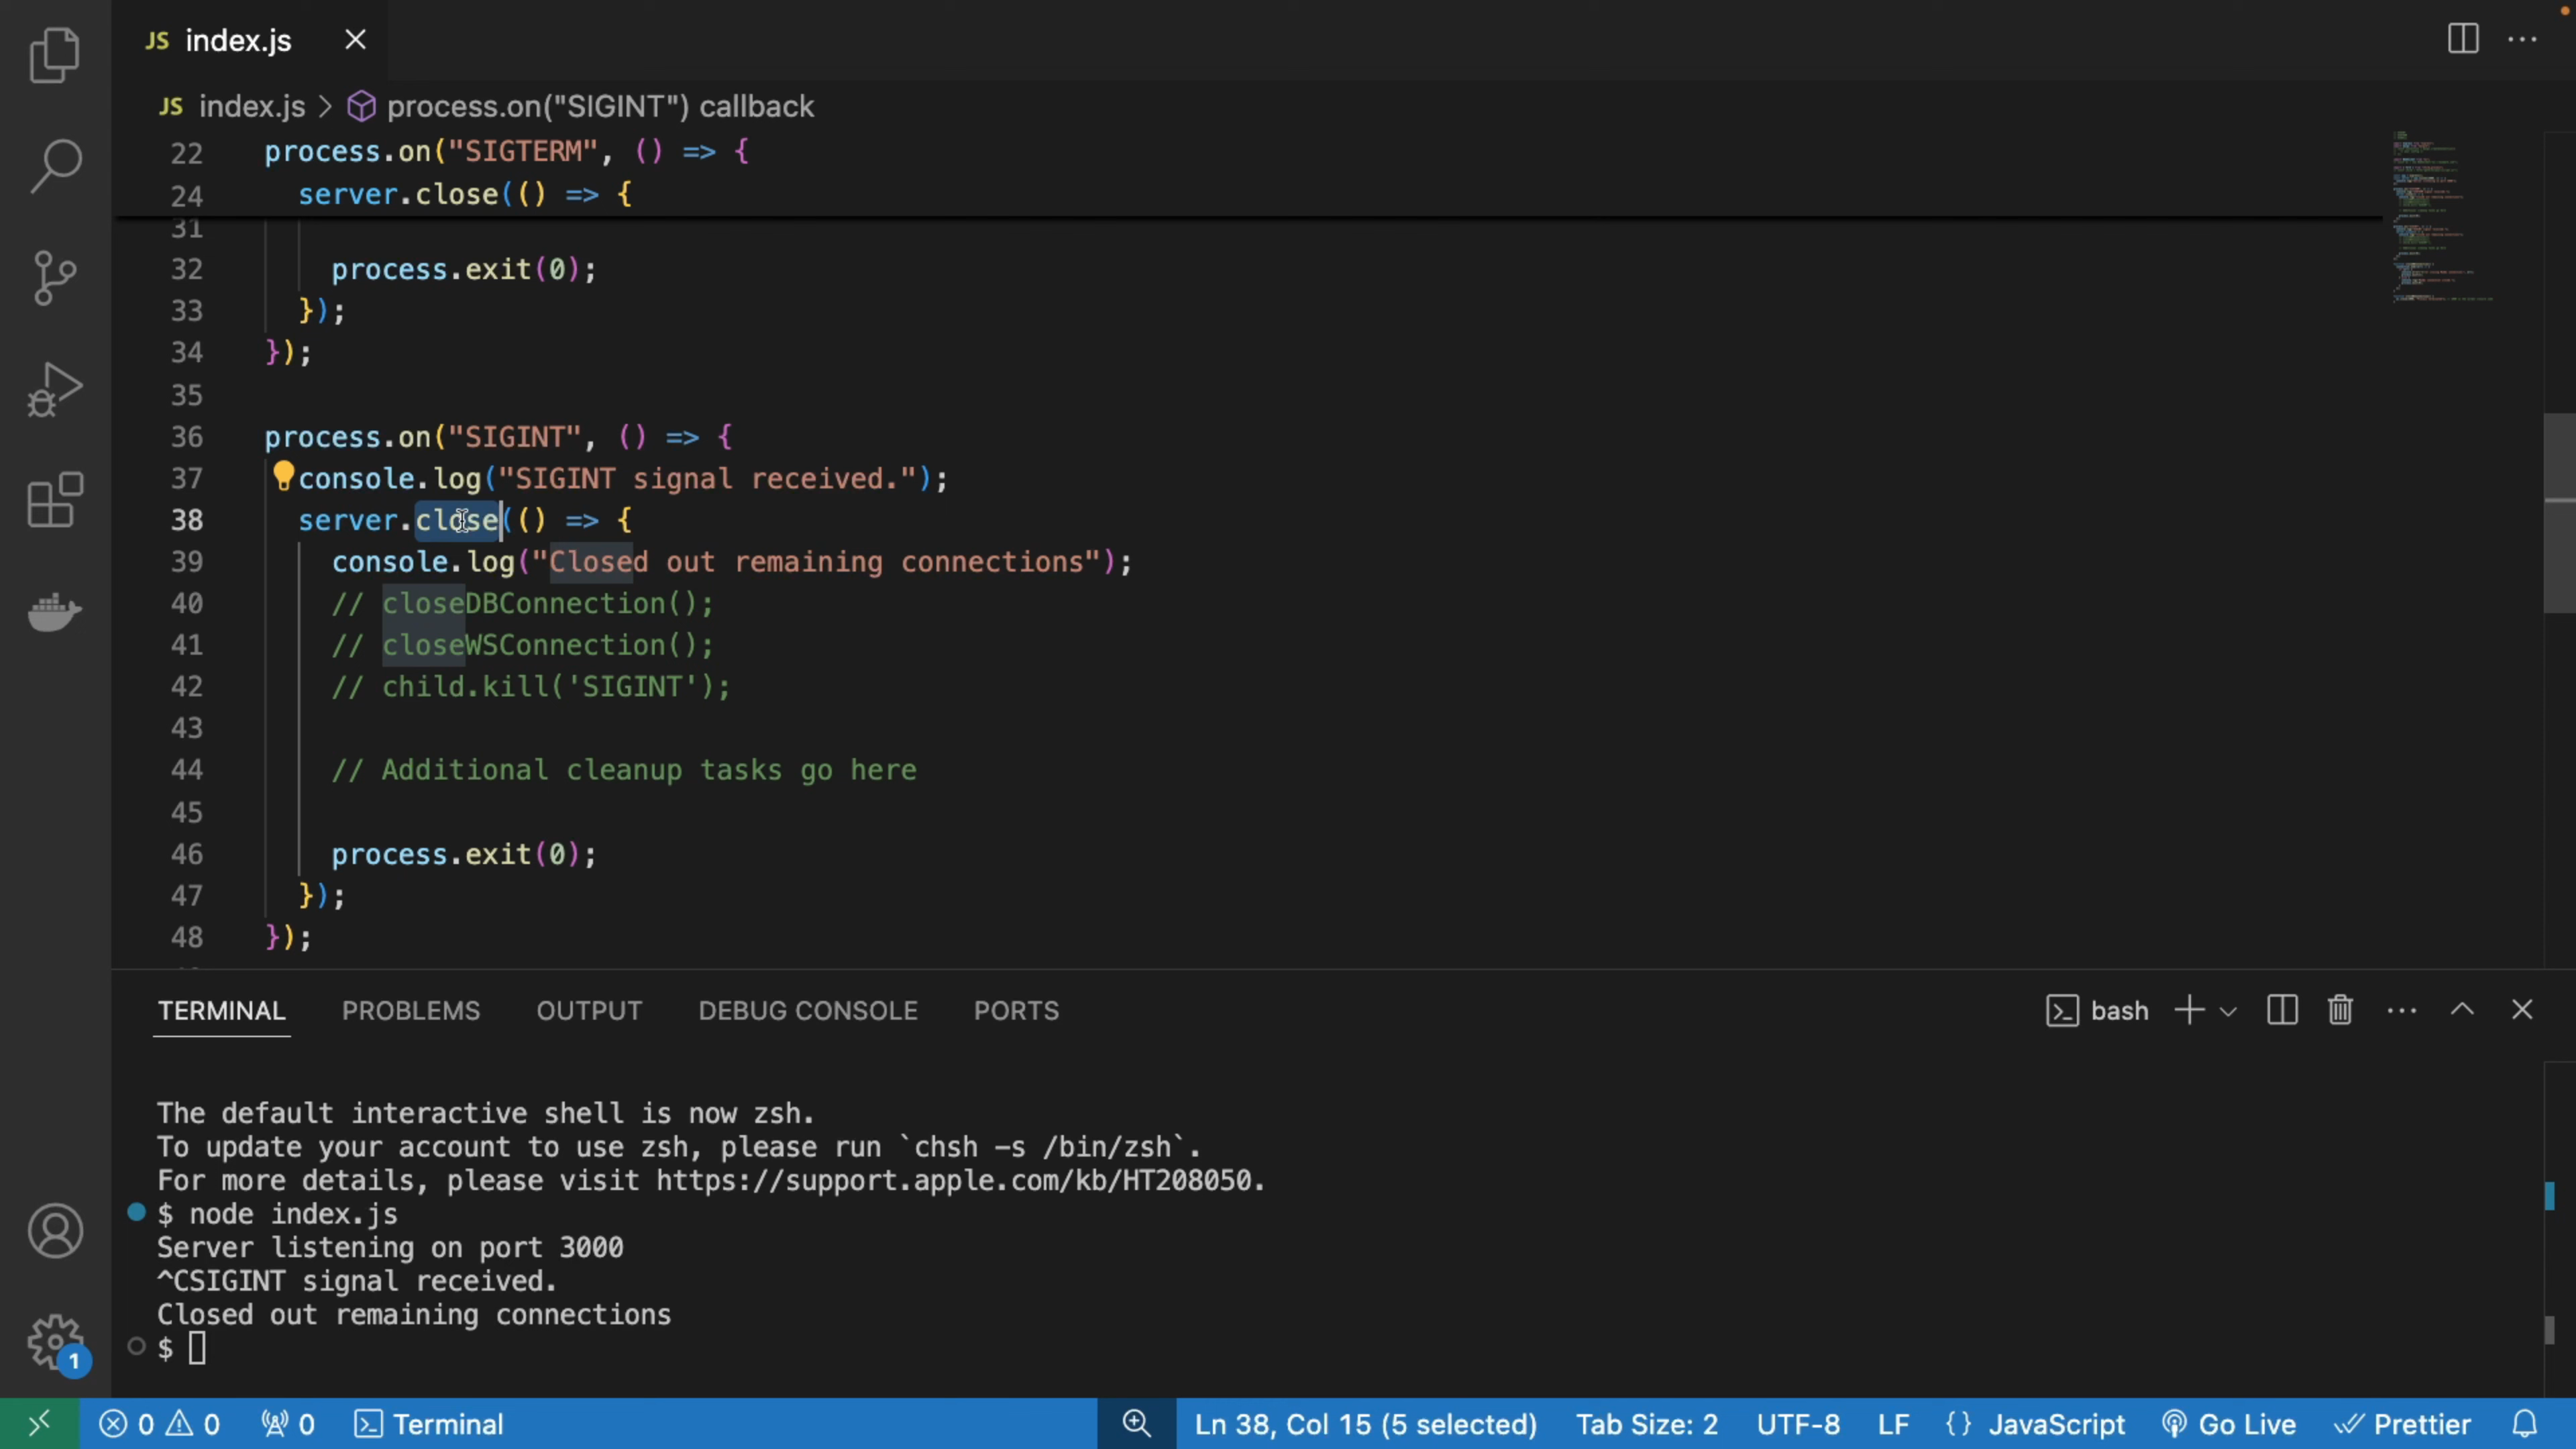 JS index.js
JS index.js > process.on("SIGINT") callback
22 process.on("SIGTERM", () => {
24 server.close(() => {
31
32 process.exit(0);
33 });
34 });
35
36 process.on("SIGINT", () => {
37 console.log("SIGINT signal received.");
38 server.close(() => {
39 console.log("Closed out remaining connections");
40 // closeDBConnection();
41 // closeWSConnection();
42 // child.kill('SIGINT');
43
44 // Additional cleanup tasks go here
45
46 process.exit(0);
47 });
48 });
TERMINAL PROBLEMS OUTPUT DEBUG CONSOLE PORTS bash
The default interactive shell is now zsh.
To update your account to use zsh, please run `chsh -s /bin/zsh`.
For more details, please visit https://support.apple.com/kb/HT208050.
$ node index.js
Server listening on port 3000
^CSIGINT signal received.
Closed out remaining connections
$
1
0 0 0 Terminal Ln 38, Col 15 (5 selected) Tab Size: 2 UTF-8 LF {} JavaScript Go Live Prettier